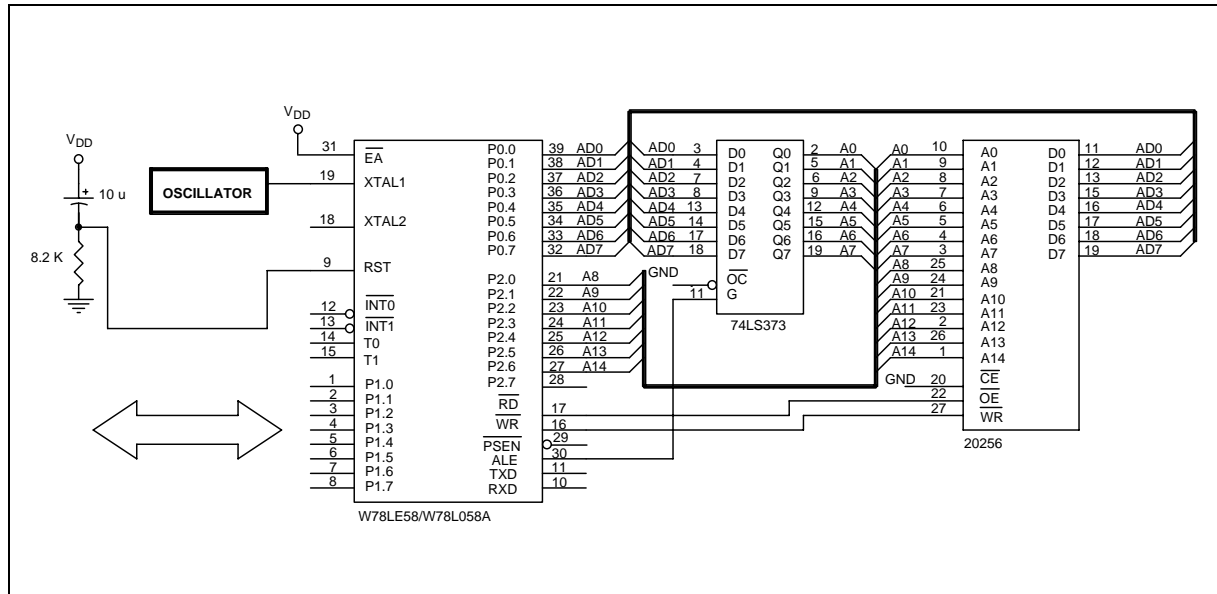 VDD
10 u
8.2 K
OSCILLATOR
VDD
31 EA
19 XTAL1
18 XTAL2
9 RST
12 INT0
13 INT1
14 T0
15 T1
1 P1.0
2 P1.1
3 P1.2
4 P1.3
5 P1.4
6 P1.5
7 P1.6
8 P1.7
P0.0 39 AD0
P0.1 38 AD1
P0.2 37 AD2
P0.3 36 AD3
P0.4 35 AD4
P0.5 34 AD5
P0.6 33 AD6
P0.7 32 AD7
P2.0 21 A8
P2.1 22 A9
P2.2 23 A10
P2.3 24 A11
P2.4 25 A12
P2.5 26 A13
P2.6 27 A14
P2.7 28
RD 17
WR 16
PSEN 29
ALE 30
TXD 11
RXD 10
W78LE58/W78L058A
AD0 3 D0 Q0 2 A0
AD1 4 D1 Q1 5 A1
AD2 7 D2 Q2 6 A2
AD3 8 D3 Q3 9 A3
AD4 13 D4 Q4 12 A4
AD5 14 D5 Q5 15 A5
AD6 17 D6 Q6 16 A6
AD7 18 D7 Q7 19 A7
GND OC
11 G
74LS373
A0 10 A0 D0 11 AD0
A1 9 A1 D1 12 AD1
A2 8 A2 D2 13 AD2
A3 7 A3 D3 15 AD3
A4 6 A4 D4 16 AD4
A5 5 A5 D5 17 AD5
A6 4 A6 D6 18 AD6
A7 3 A7 D7 19 AD7
A8 25 A8
A9 24 A9
A10 21 A10
A11 23 A11
A12 2 A12
A13 26 A13
A14 1 A14
GND 20 CE
22 OE
27 WR
20256